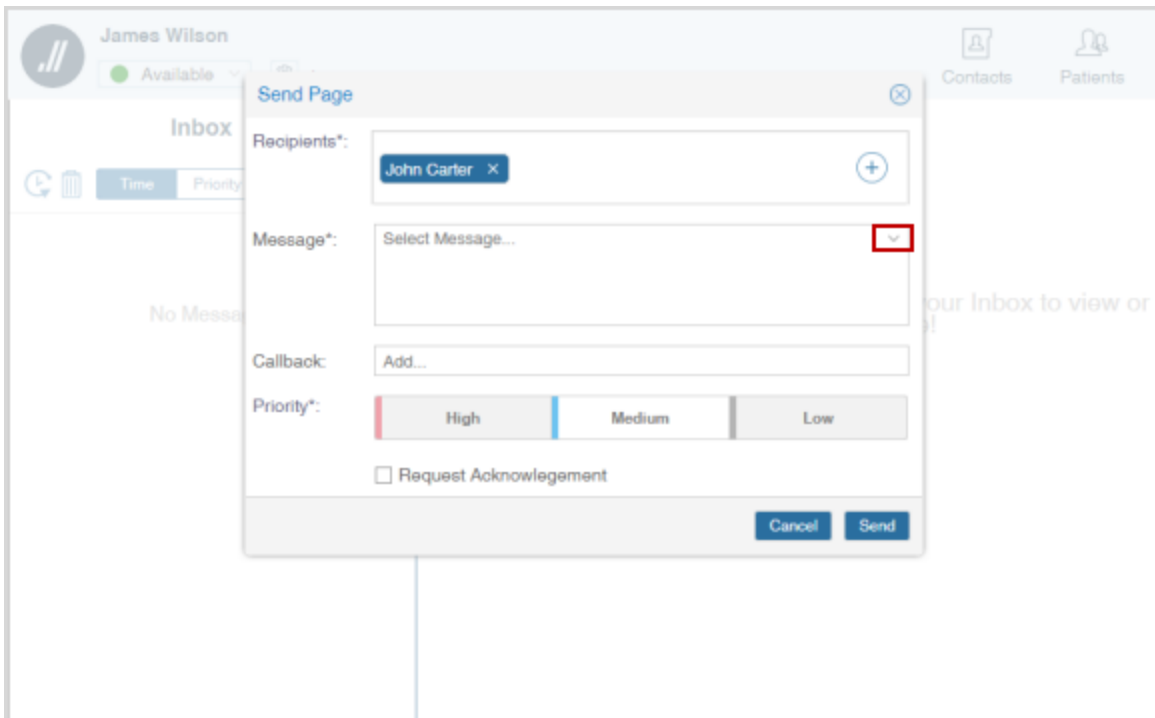 James Wilson
Available
Contacts
Patients
Send Page
Inbox
Recipients*:
John Carter
Time
Priority
Message*:
Select Message...
No Messa
our Inbox to view or
!
Callback:
Add...
Priority*:
High
Medium
Low
Request Acknowlegement
Cancel
Send